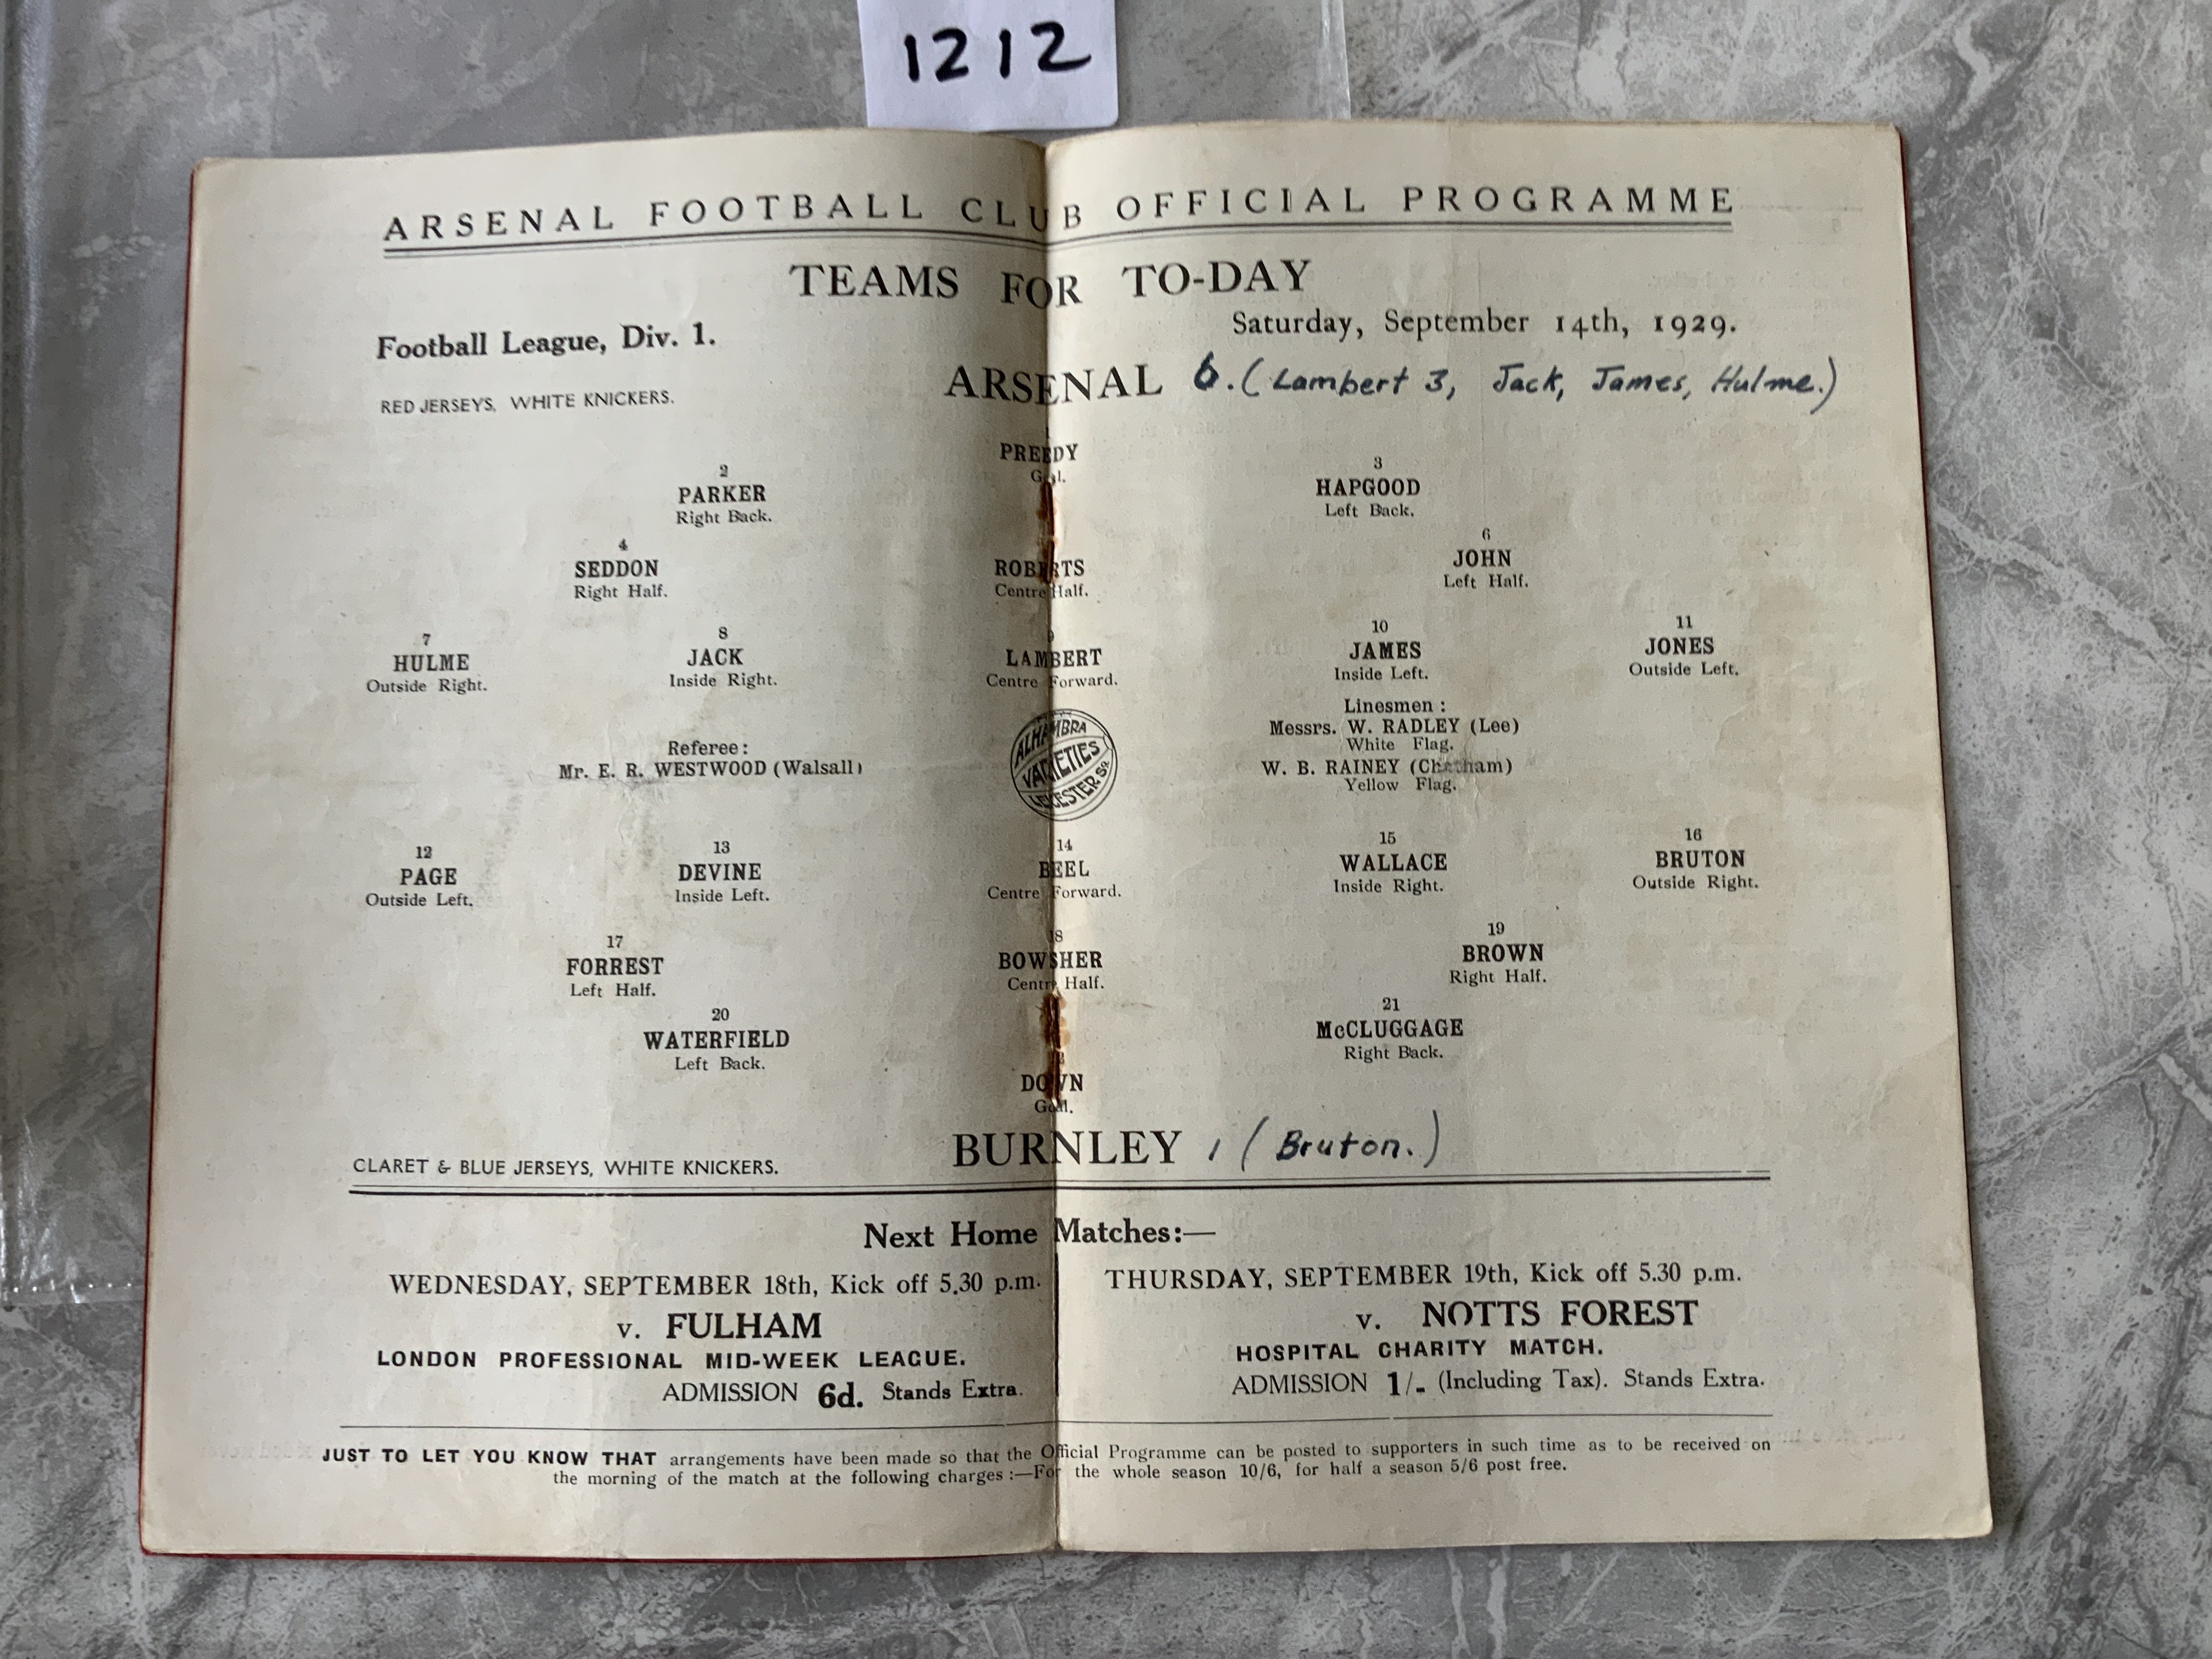 1212
ARSENAL FOOTBALL CLUB OFFICIAL PROGRAMME
TEAMS FOR TO-DAY
Football League, Div. 1.
Saturday, September 14th, 1929.
RED JERSEYS, WHITE KNICKERS.
ARSENAL 6. (Lambert 3, Jack, James, Hulme.)
1
PREEDY
Goal.
2
PARKER
Right Back.
3
HAPGOOD
Left Back.
4
SEDDON
Right Half.
ROBERTS
Centre Half.
6
JOHN
Left Half.
7
HULME
Outside Right.
8
JACK
Inside Right.
9
LAMBERT
Centre Forward.
10
JAMES
Inside Left.
11
JONES
Outside Left.
Referee:
Mr. E. R. WESTWOOD (Walsall)
ALHAMBRA
VARIETIES
LEICESTER Sq
Linesmen:
Messrs. W. RADLEY (Lee)
White Flag.
W. B. RAINEY (Chatham)
Yellow Flag.
12
PAGE
Outside Left.
13
DEVINE
Inside Left.
14
BEEL
Centre Forward.
15
WALLACE
Inside Right.
16
BRUTON
Outside Right.
17
FORREST
Left Half.
18
BOWSHER
Centre Half.
19
BROWN
Right Half.
20
WATERFIELD
Left Back.
21
McCLUGGAGE
Right Back.
DOWN
Goal.
CLARET & BLUE JERSEYS, WHITE KNICKERS.
BURNLEY 1 (Bruton.)
Next Home Matches:—
WEDNESDAY, SEPTEMBER 18th, Kick off 5.30 p.m.
v. FULHAM
LONDON PROFESSIONAL MID-WEEK LEAGUE.
ADMISSION 6d. Stands Extra.
THURSDAY, SEPTEMBER 19th, Kick off 5.30 p.m.
v. NOTTS FOREST
HOSPITAL CHARITY MATCH.
ADMISSION 1/- (Including Tax). Stands Extra.
JUST TO LET YOU KNOW THAT arrangements have been made so that the Official Programme can be posted to supporters in such time as to be received on
the morning of the match at the following charges:—For the whole season 10/6, for half a season 5/6 post free.